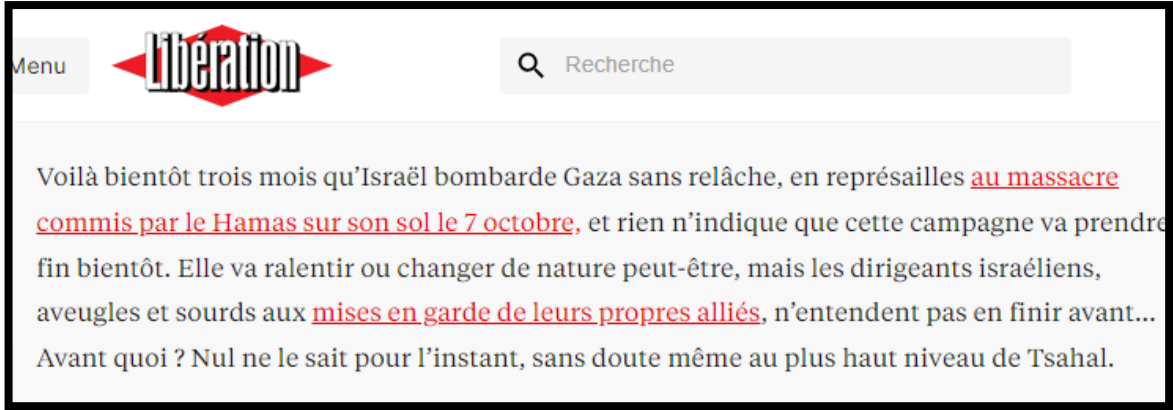 Menu
Libération
Recherche
Voilà bientôt trois mois qu’Israël bombarde Gaza sans relâche, en représailles au massacre
commis par le Hamas sur son sol le 7 octobre, et rien n’indique que cette campagne va prendre
fin bientôt. Elle va ralentir ou changer de nature peut-être, mais les dirigeants israéliens,
aveugles et sourds aux mises en garde de leurs propres alliés, n’entendent pas en finir avant...
Avant quoi ? Nul ne le sait pour l’instant, sans doute même au plus haut niveau de Tsahal.